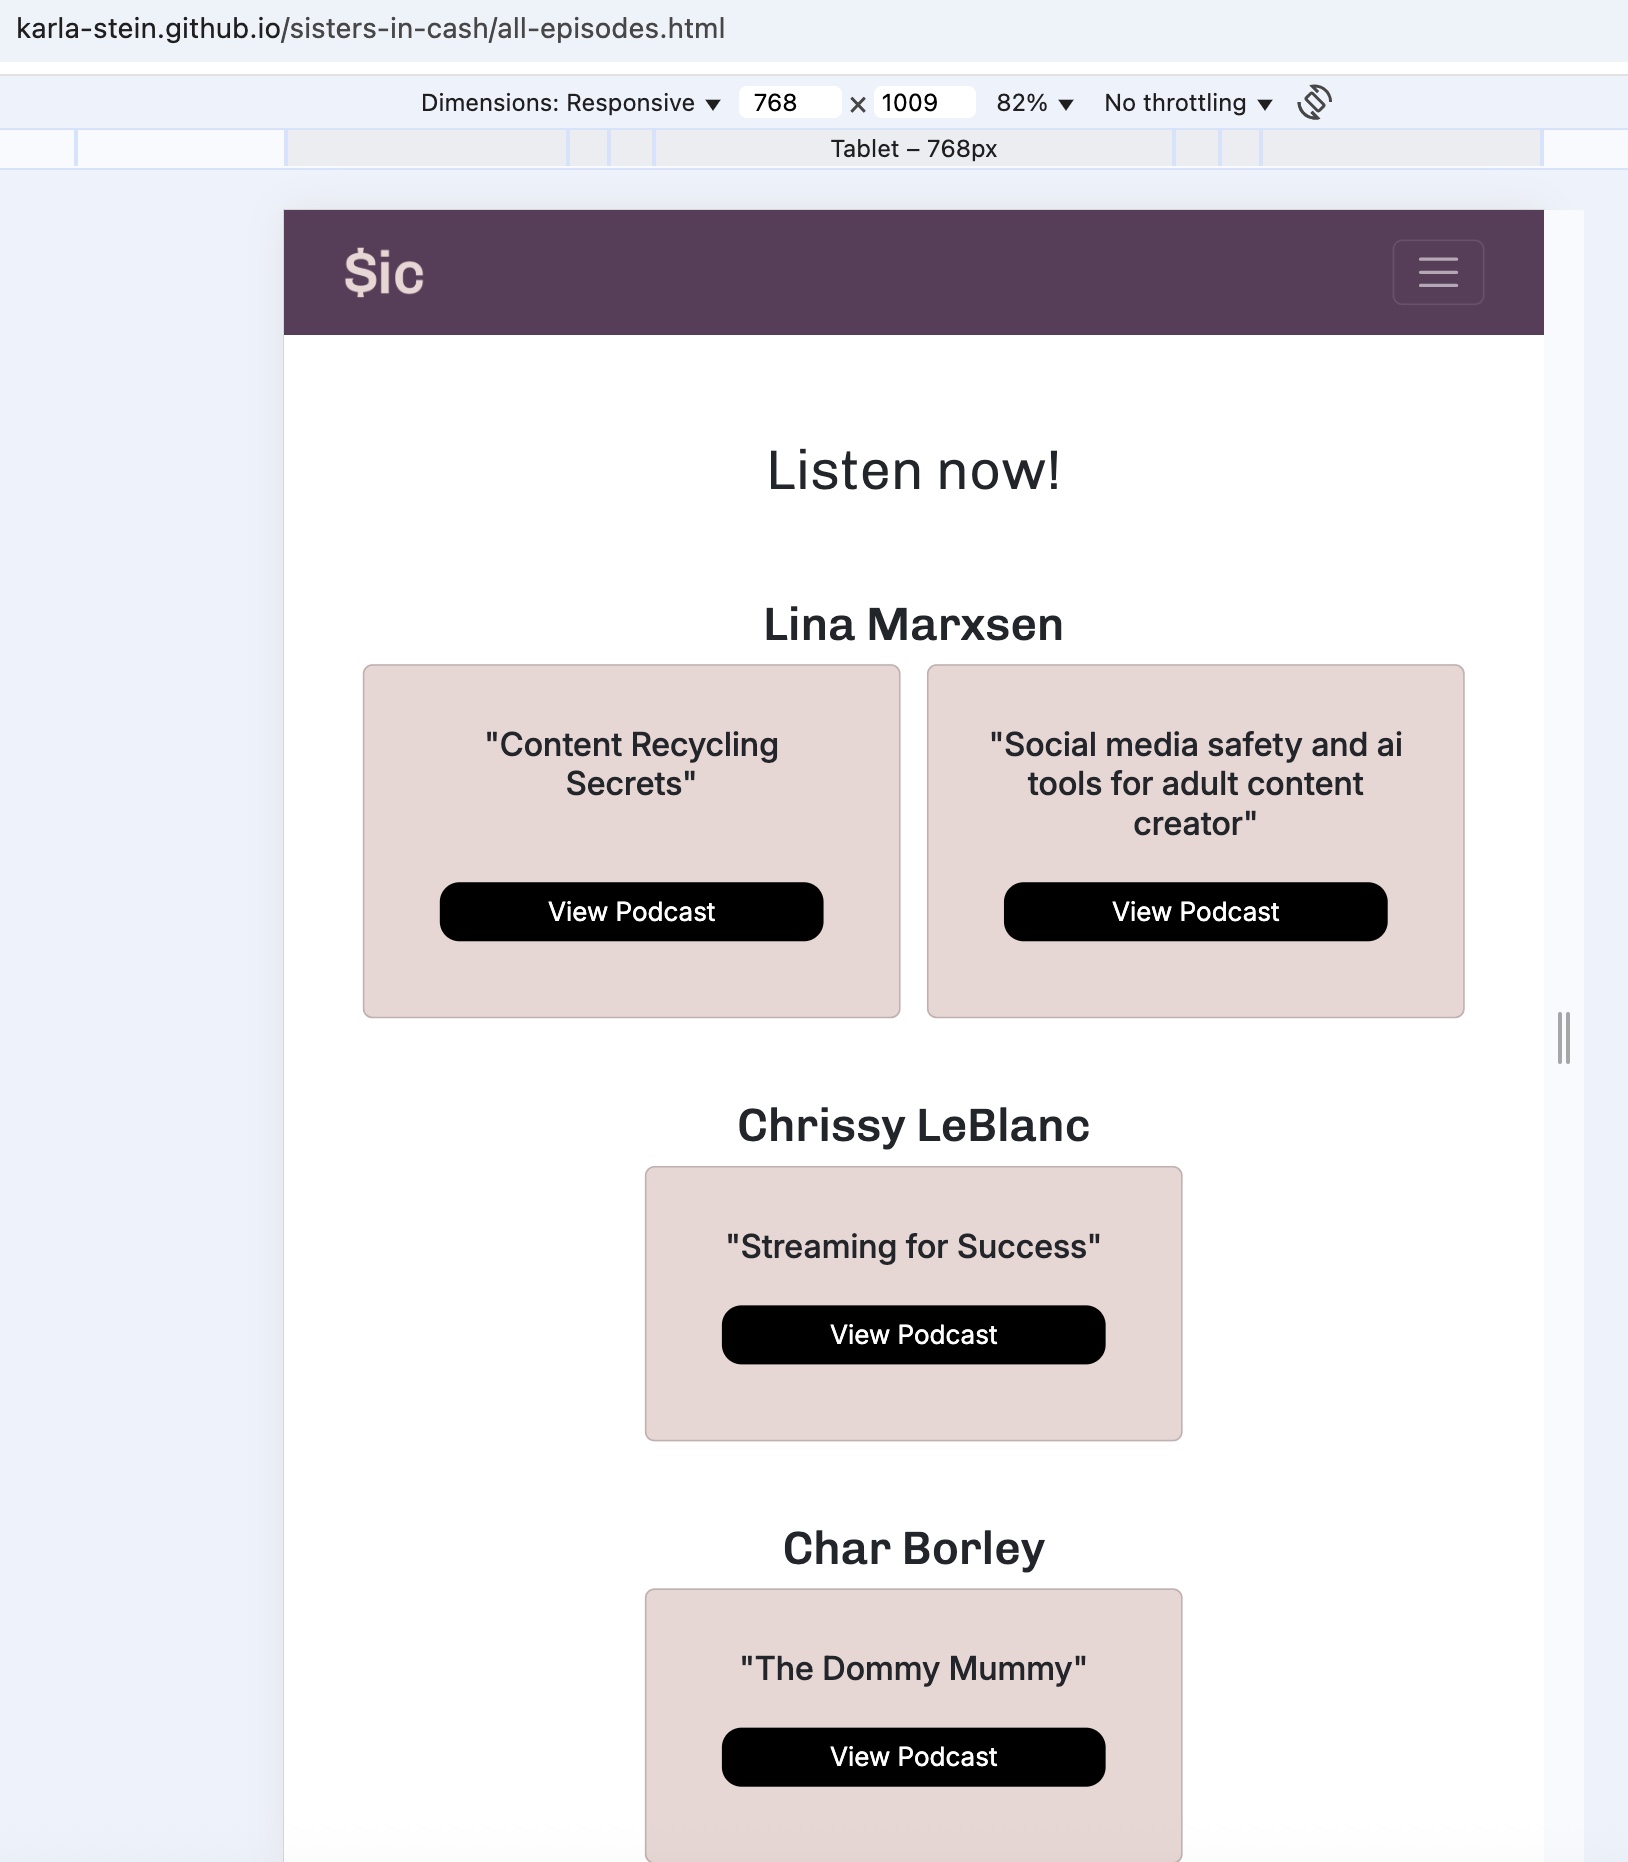 karla-stein.github.io/sisters-in-cash/all-episodes.html
Dimensions: Responsive ▼ 768 × 1009 82% ▼ No throttling ▼
Tablet – 768px
$ic
Listen now!
Lina Marxsen
"Content Recycling
Secrets"
View Podcast
"Social media safety and ai
tools for adult content
creator"
View Podcast
Chrissy LeBlanc
"Streaming for Success"
View Podcast
Char Borley
"The Dommy Mummy"
View Podcast